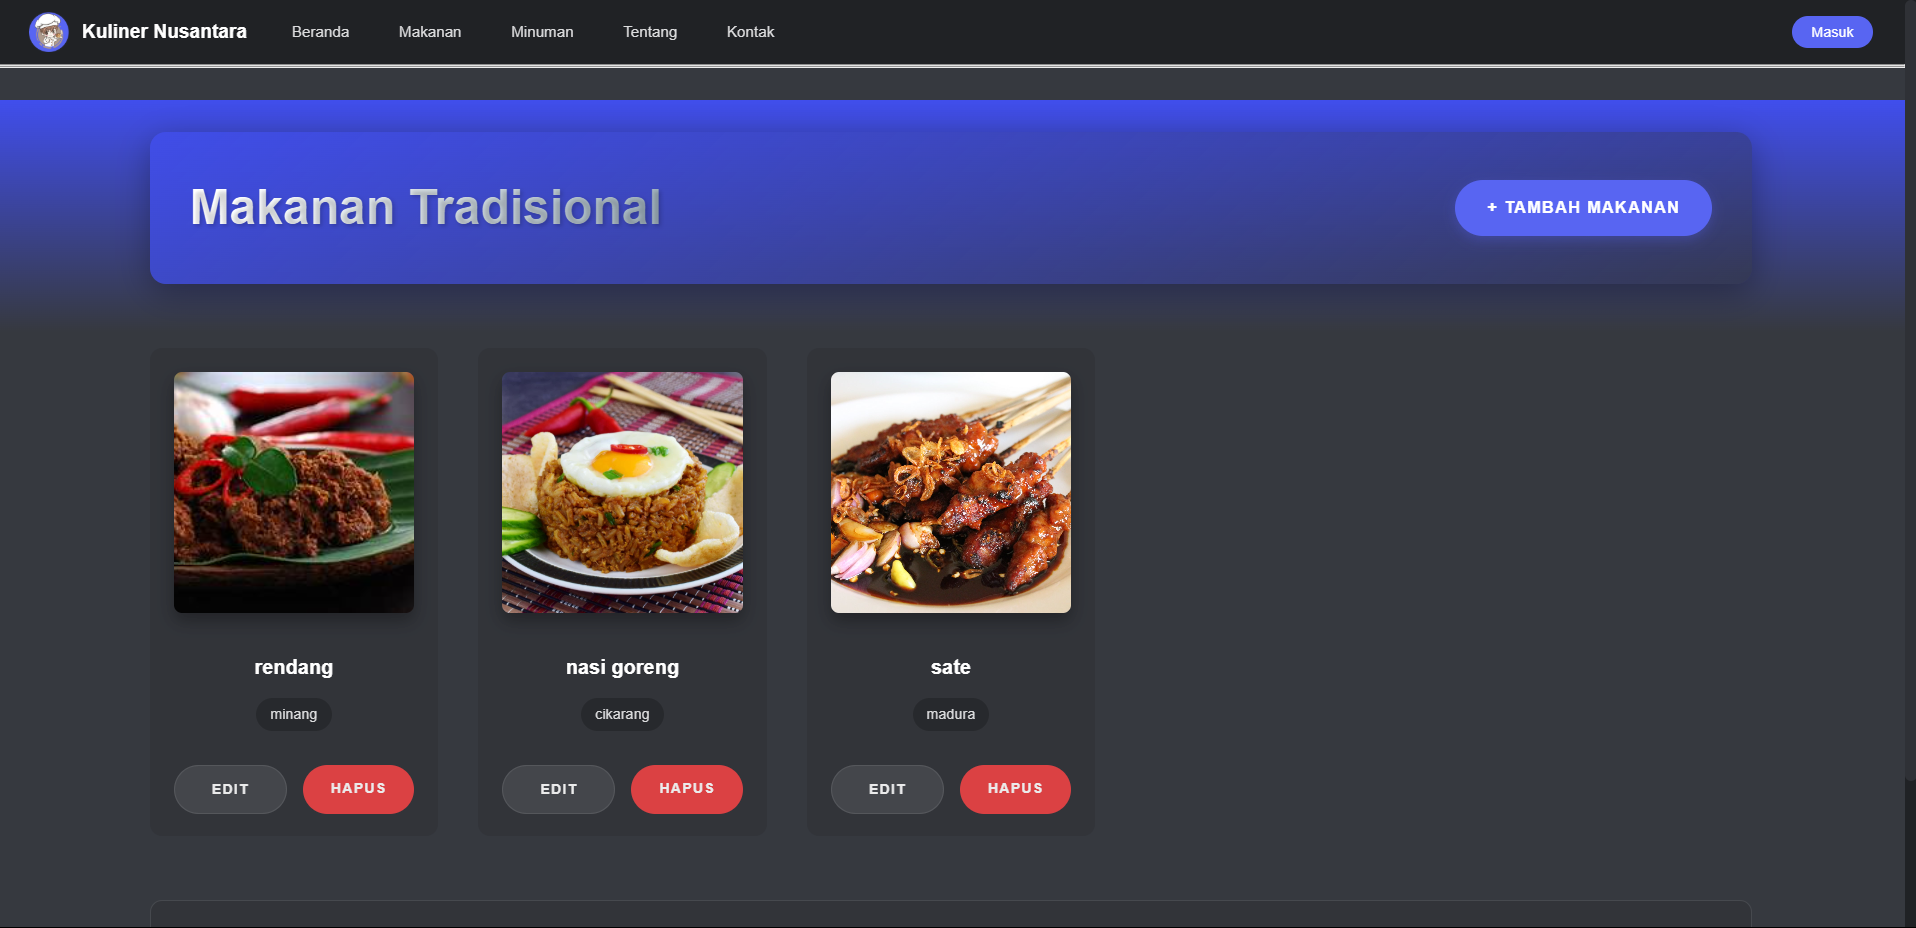 Kuliner Nusantara
Beranda
Makanan
Minuman
Tentang
Kontak
Masuk
Makanan Tradisional
+ TAMBAH MAKANAN
rendang
minang
EDIT
HAPUS
nasi goreng
cikarang
EDIT
HAPUS
sate
madura
EDIT
HAPUS